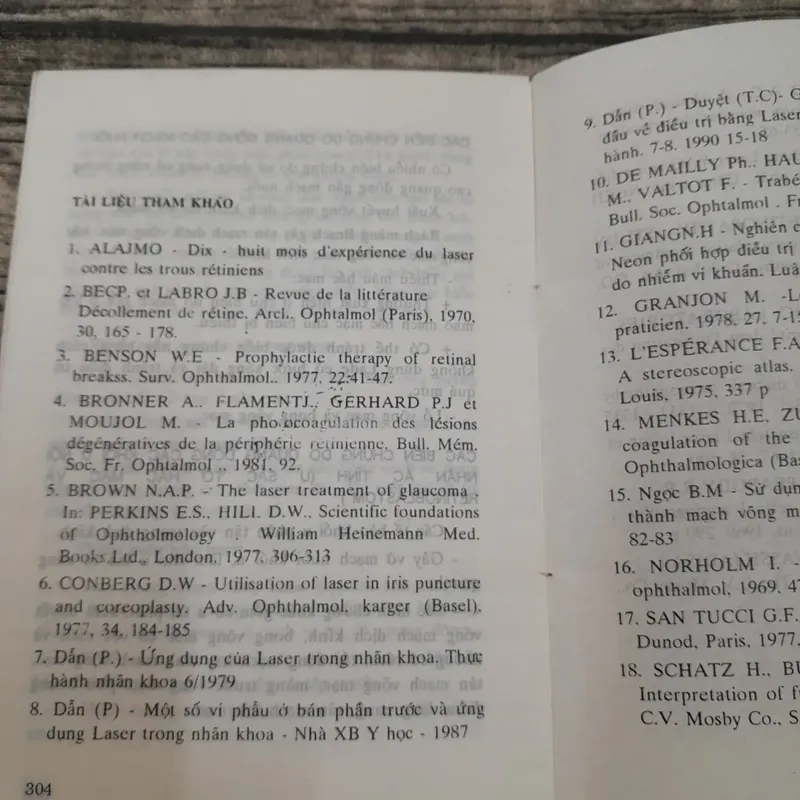 TÀI LIỆU THAM KHẢO
1. ALAJMO - Dix - huit mois d'expérience du laser
contre les trous rétiniens
2. BECP. et LABRO J.B - Revue de la littérature
Décollement de rétine. Arcl.. Ophtalmol (Paris), 1970,
30, 165 - 178.
3. BENSON W.E - Prophylactic therapy of retinal
breakss. Surv. Ophthalmol.. 1977, 22:41-47.
4. BRONNER A.. FLAMENTJ.. GERHARD P.J et
MOUJOL M. - La photocoagulation des lésions
dégénératives de la périphérie retinienne. Bull. Mém.
Soc. Fr. Ophtalmol .. 1981, 92.
5. BROWN N.A.P. - The laser treatment of glaucoma .
In: PERKINS E.S., HILL D.W., Scientific foundations
of Ophtholmology . William Heinemann Med.
Books Ltd., London, 1977, 306-313
6. CONBERG D.W - Utilisation of laser in iris puncture
and coreoplasty. Adv. Ophthalmol, karger (Basel),
1977, 34, 184-185
7. Dẫn (P.) - Ứng dụng của Laser trong nhãn khoa. Thực
hành nhãn khoa 6/1979
8. Dẫn (P) - Một số vi phẫu ở bán phần trước và ứng
dụng Laser trong nhãn khoa - Nhà XB Y học - 1987
304
9. Dẫn (P.) - Duyệt (T.C)- G
đầu về điều trị bằng Laser
hành. 7-8. 1990 15-18
10. DE MAILLY Ph., HAU
M., VALTOT F. - Trabé
Bull. Soc. Ophtalmol . Fr
11. GIANGN.H - Nghiên c
Neon phối hợp điều trị
do nhiễm vi khuẩn. Luậ
12. GRANJON M. -L
praticien. 1978. 27. 7-15
13. L'ESPÉRANCE F.A
A stereoscopic atlas.
Louis, 1975, 337 p
14. MENKES H.E, ZU
coagulation of the
Ophthalmologica (Bas
15. Ngọc B.M - Sử dụn
thành mạch võng m
82-83
16. NORHOLM I. -
ophthalmol, 1969, 47
17. SAN TUCCI G.F.
Dunod, Paris, 1977.
18. SCHATZ H., BU
Interpretation of f
C.V. Mosby Co., S